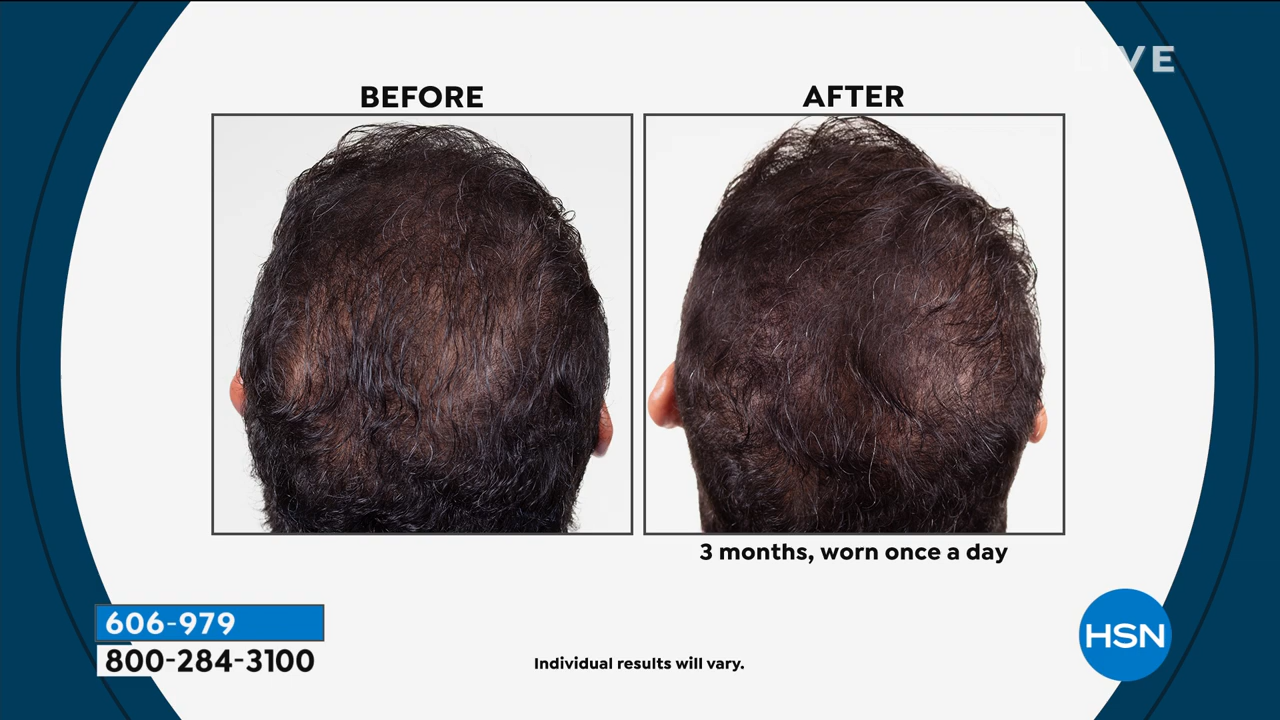 LIVE
BEFORE
AFTER
3 months, worn once a day
606-979
800-284-3100
Individual results will vary.
HSN